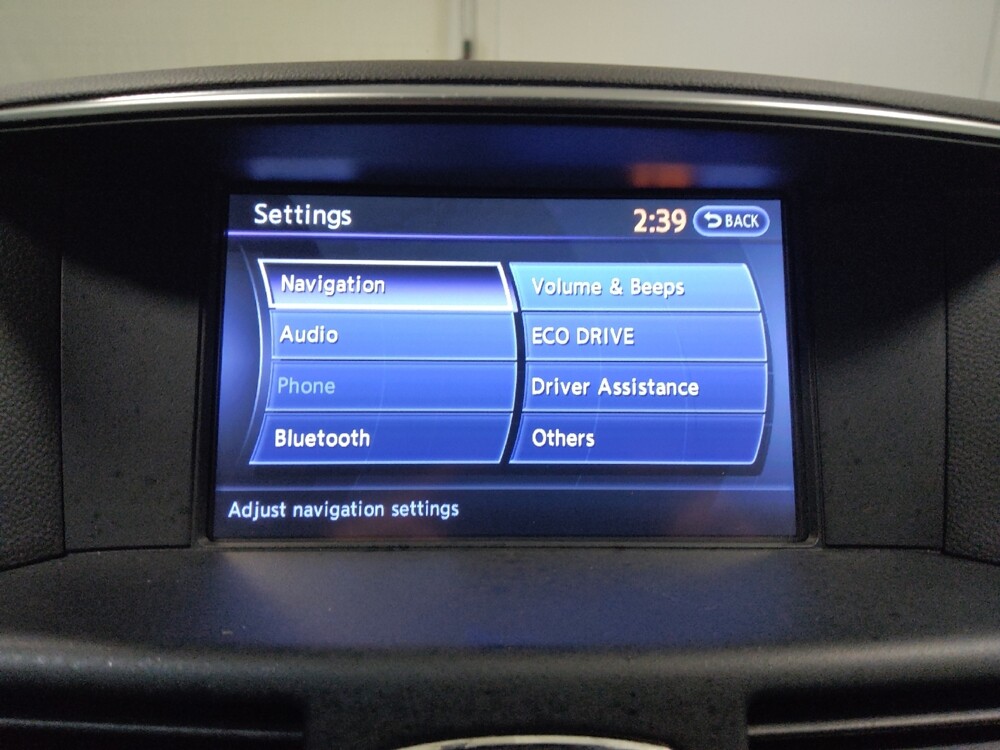 Settings
2:39
BACK
Navigation
Volume & Beeps
Audio
ECO DRIVE
Phone
Driver Assistance
Bluetooth
Others
Adjust navigation settings